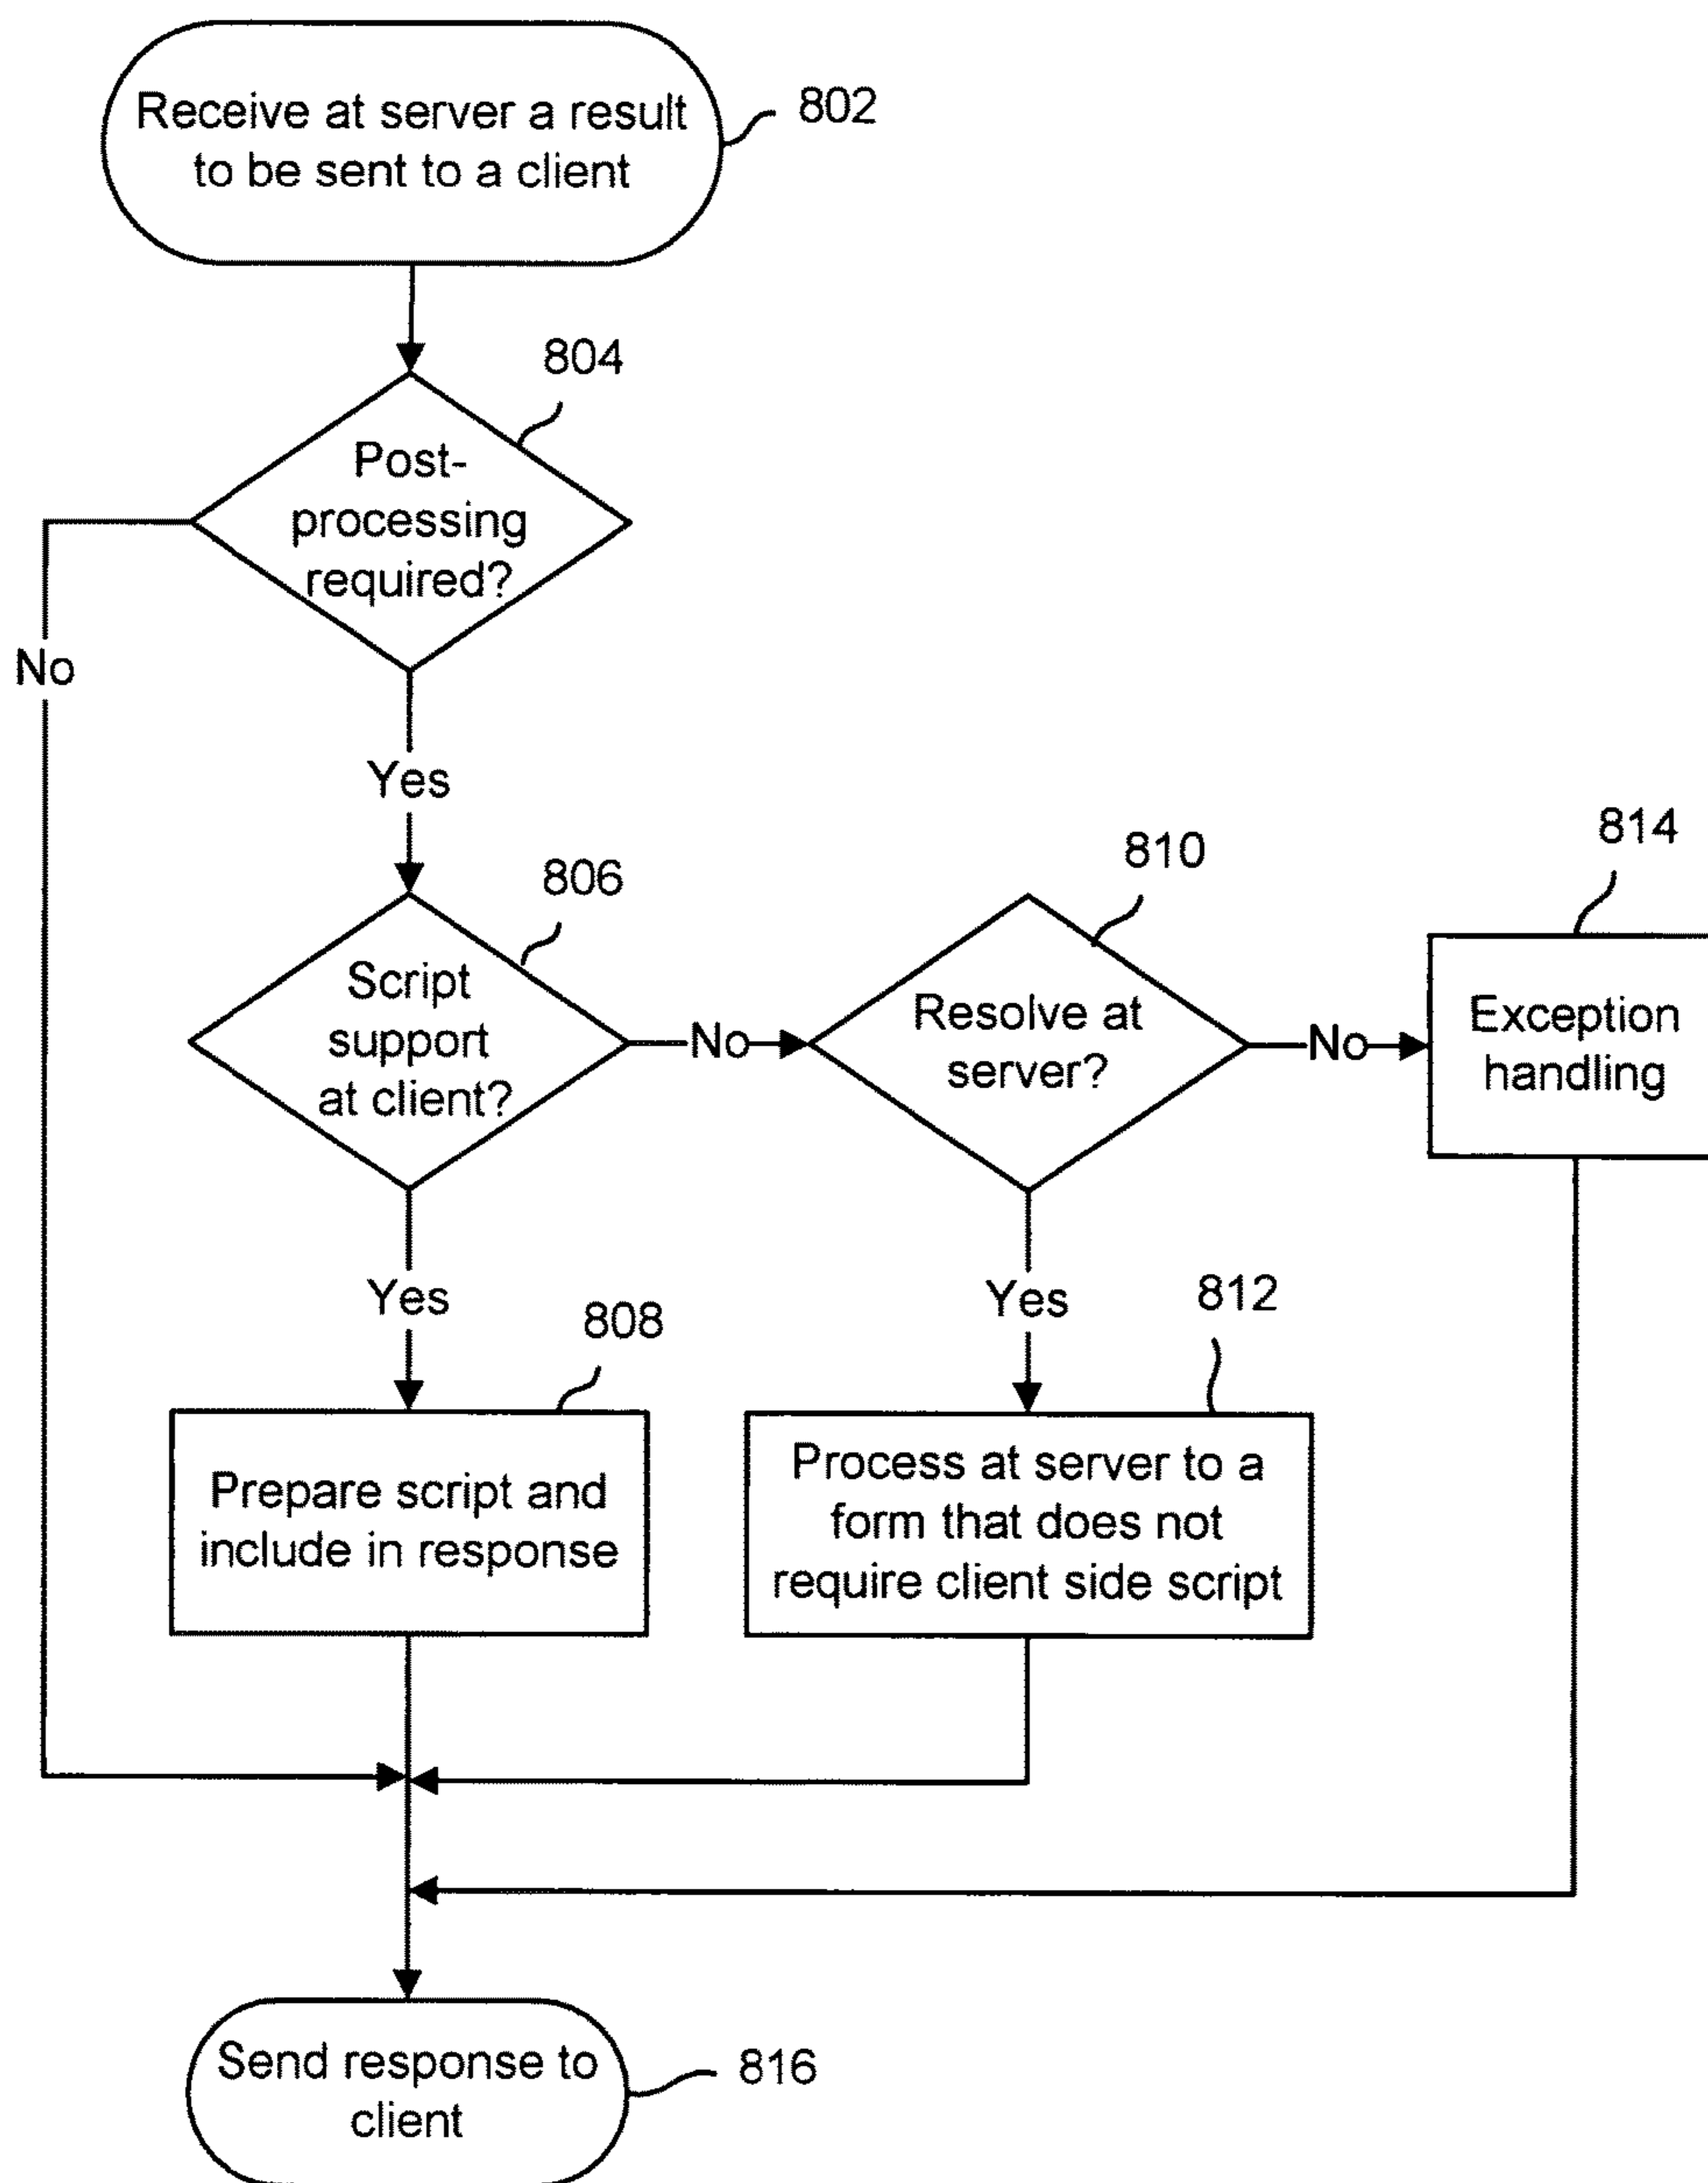 Receive at server a result
to be sent to a client
802
804
Post-
processing
required?
No
Yes
806
Script
support
at client?
No
810
Resolve at
server?
No
814
Exception
handling
Yes
808
Prepare script and
include in response
Yes
812
Process at server to a
form that does not
require client side script
Send response to
client
816